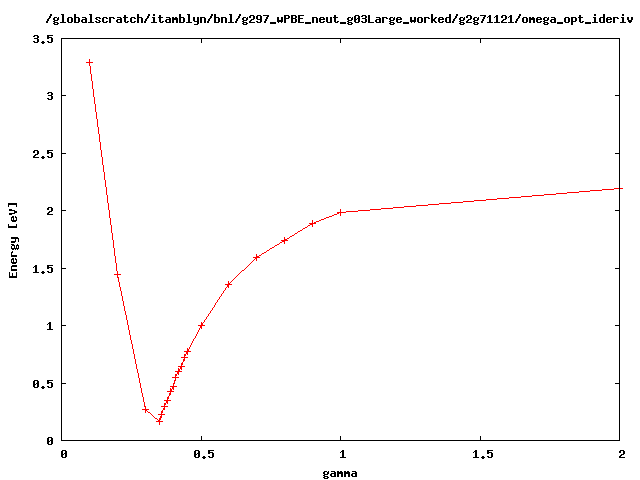 /globalscratch/itamblyn/bnl/g297_wPBE_neut_g03Large_worked/g2g71121/omega_opt_ideriv
3.5
3
2.5
2
1.5
1
0.5
0
Energy [eV]
0 0.5 1 1.5 2
gamma